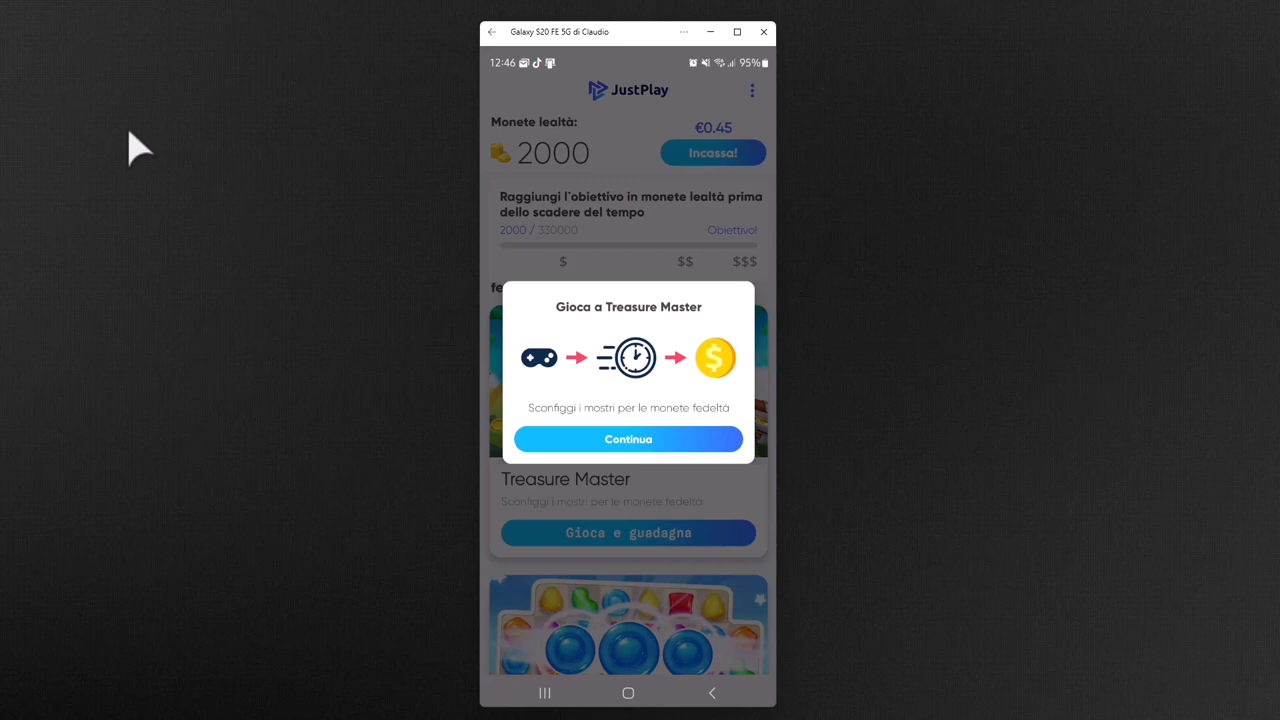 Galaxy S20 FE 5G di Claudio
12:46
95%
JustPlay
Monete lealtà:
€0.45
2000
Incassa!
Raggiungi l`obiettivo in monete lealtà prima
dello scadere del tempo
2000 / 330000
Obiettivo!
$ $$ $$$
fe
Gioca a Treasure Master
$
Sconfiggi i mostri per le monete fedeltà
Continua
Treasure Master
Sconfiggi i mostri per le monete fedeltà
Gioca e guadagna